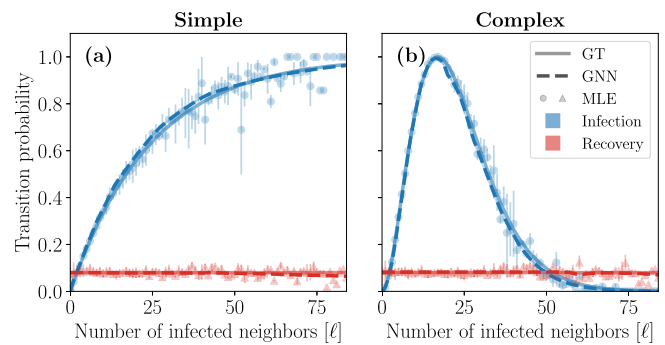 Simple
Complex
Transition probability
(a)
(b)
GT
GNN
MLE
Infection
Recovery
1.0
0.8
0.6
0.4
0.2
0.0
0 25 50 75
0 25 50 75
Number of infected neighbors [ℓ]
Number of infected neighbors [ℓ]